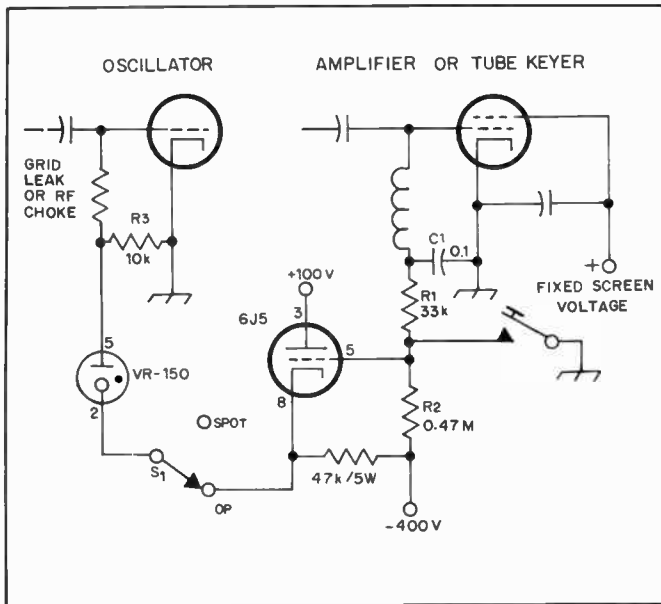 OSCILLATOR
AMPLIFIER OR TUBE KEYER
GRID
LEAK
OR RF
CHOKE
R3
10k
C1
0.1
+
FIXED SCREEN
VOLTAGE
+100V
R1
33k
3
6J5
5
8
5
VR-150
2
SPOT
R2
0.47M
S1
OP
47k/5W
-400V